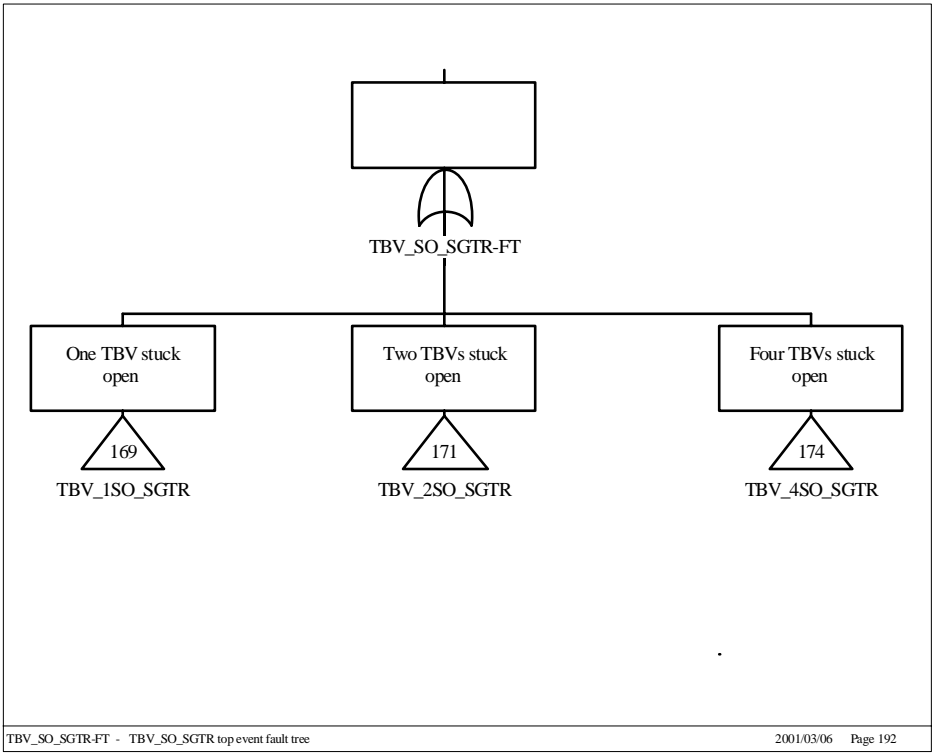 TBV_SO_SGTR-FT
One TBV stuck
open
Two TBVs stuck
open
Four TBVs stuck
open
169
171
174
TBV_1SO_SGTR
TBV_2SO_SGTR
TBV_4SO_SGTR
TBV_SO_SGTR-FT - TBV_SO_SGTR top event fault tree
2001/03/06 Page 192